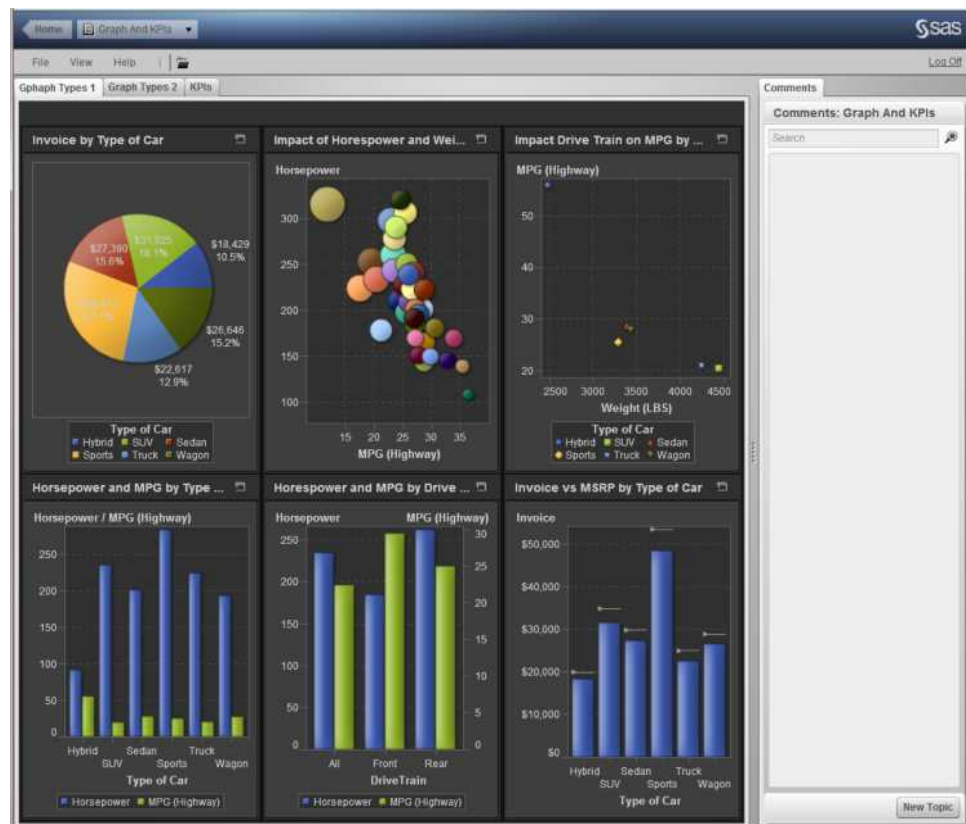 Home
Graph And KPIs
sas
File View Help
Log Off
Gphaph Types 1 Graph Types 2 KPIs
Comments
Comments: Graph And KPIs
Search
Invoice by Type of Car
$31,625
18.1%
$18,429
10.5%
$27,390
15.6%
$26,646
15.2%
$22,617
12.9%
Type of Car
Hybrid SUV Sedan
Sports Truck Wagon
Impact of Horespower and Wei...
Horsepower
300
250
200
150
100
15 20 25 30 35
MPG (Highway)
Impact Drive Train on MPG by ...
MPG (Highway)
50
40
30
20
2500 3000 3500 4000 4500
Weight (LBS)
Type of Car
Hybrid SUV Sedan
Sports Truck Wagon
Horsepower and MPG by Type ...
Horsepower / MPG (Highway)
250
200
150
100
50
0
Hybrid Sedan Truck
SUV Sports Wagon
Type of Car
Horsepower MPG (Highway)
Horespower and MPG by Drive ...
Horsepower MPG (Highway)
250
200
150
100
50
0
30
25
20
15
10
5
0
All Front Rear
DriveTrain
Horsepower MPG (Highway)
Invoice vs MSRP by Type of Car
Invoice
$50,000
$40,000
$30,000
$20,000
$10,000
$0
Hybrid Sedan Truck
SUV Sports Wagon
Type of Car
New Topic